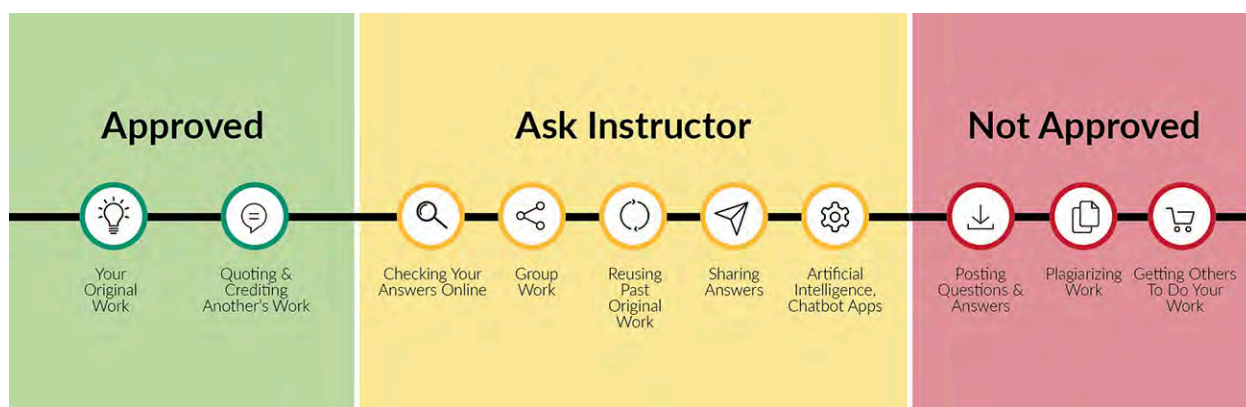 Approved
Ask Instructor
Not Approved
Your
Original
Work
Quoting &
Crediting
Another's Work
Checking Your
Answers Online
Group
Work
Reusing
Past
Original
Work
Sharing
Answers
Artificial
Intelligence,
Chatbot Apps
Posting
Questions &
Answers
Plagiarizing
Work
Getting Others
To Do Your
Work